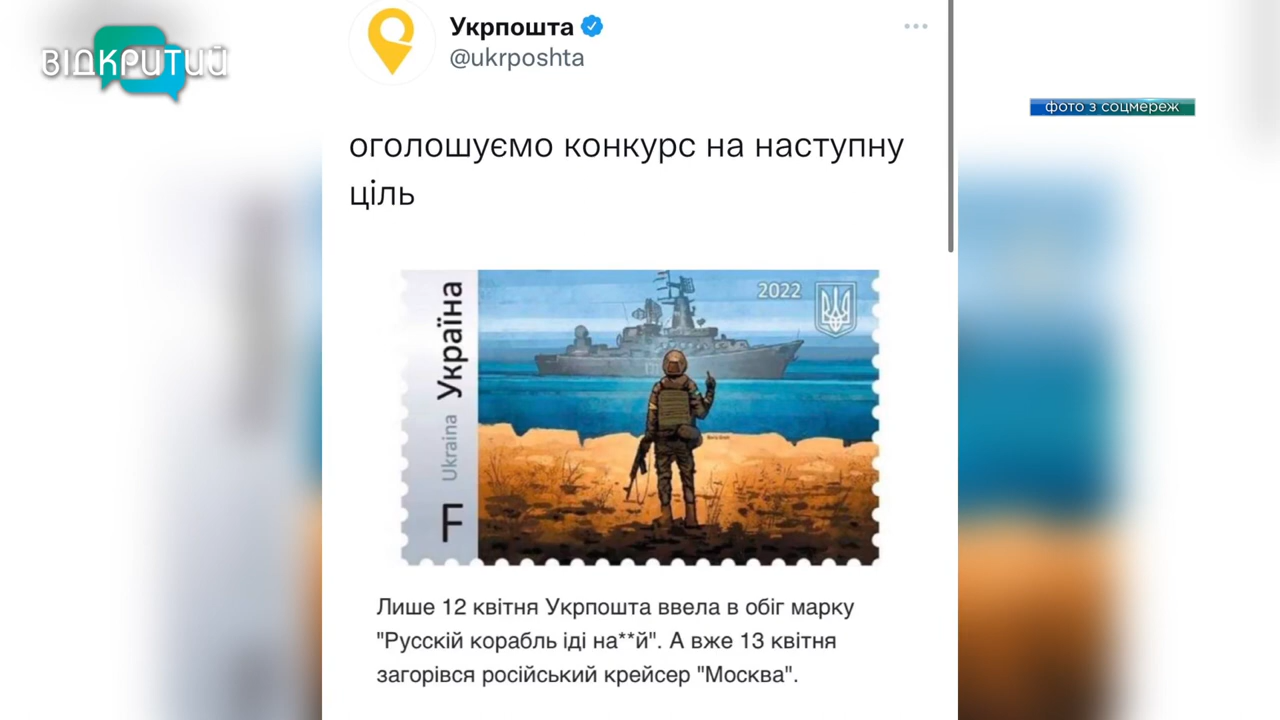 ВІДКРИТИЙ
Укрпошта
@ukrposhta
фото з соцмереж
оголошуємо конкурс на наступну
ціль
2022
Україна
Ukraina
F
Лише 12 квітня Укрпошта ввела в обіг марку
"Русскій корабль іді на**й". А вже 13 квітня
загорівся російський крейсер "Москва".